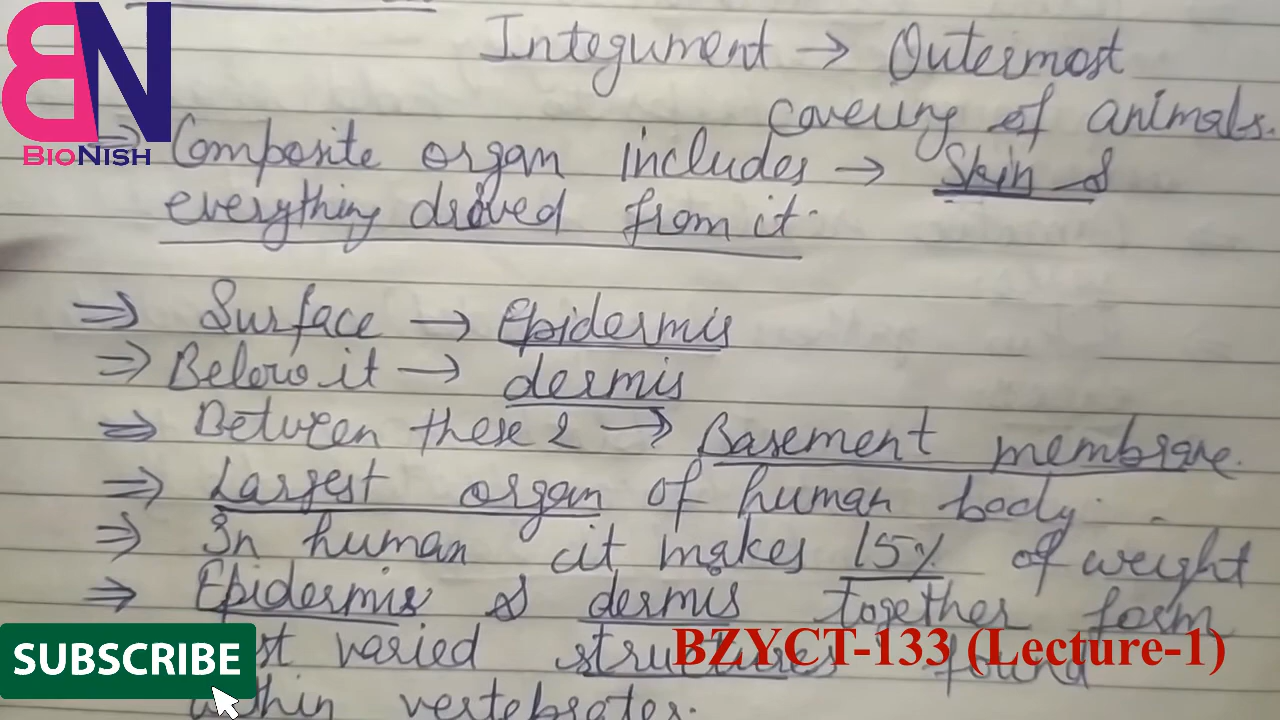 BN
BIONISH
Integument → Outermost
covering of animals.
⇒ Composite organ includes → Skin &
everything drived from it.
⇒ Surface → Epidermis
⇒ Below it → dermis
⇒ Between these 2 → Basement membrane.
⇒ Largest organ of human body.
⇒ In human it makes 15% of weight
⇒ Epidermis & dermis together form
varied structures found
within vertebrates.
SUBSCRIBE
BZYCT-133 (Lecture-1)